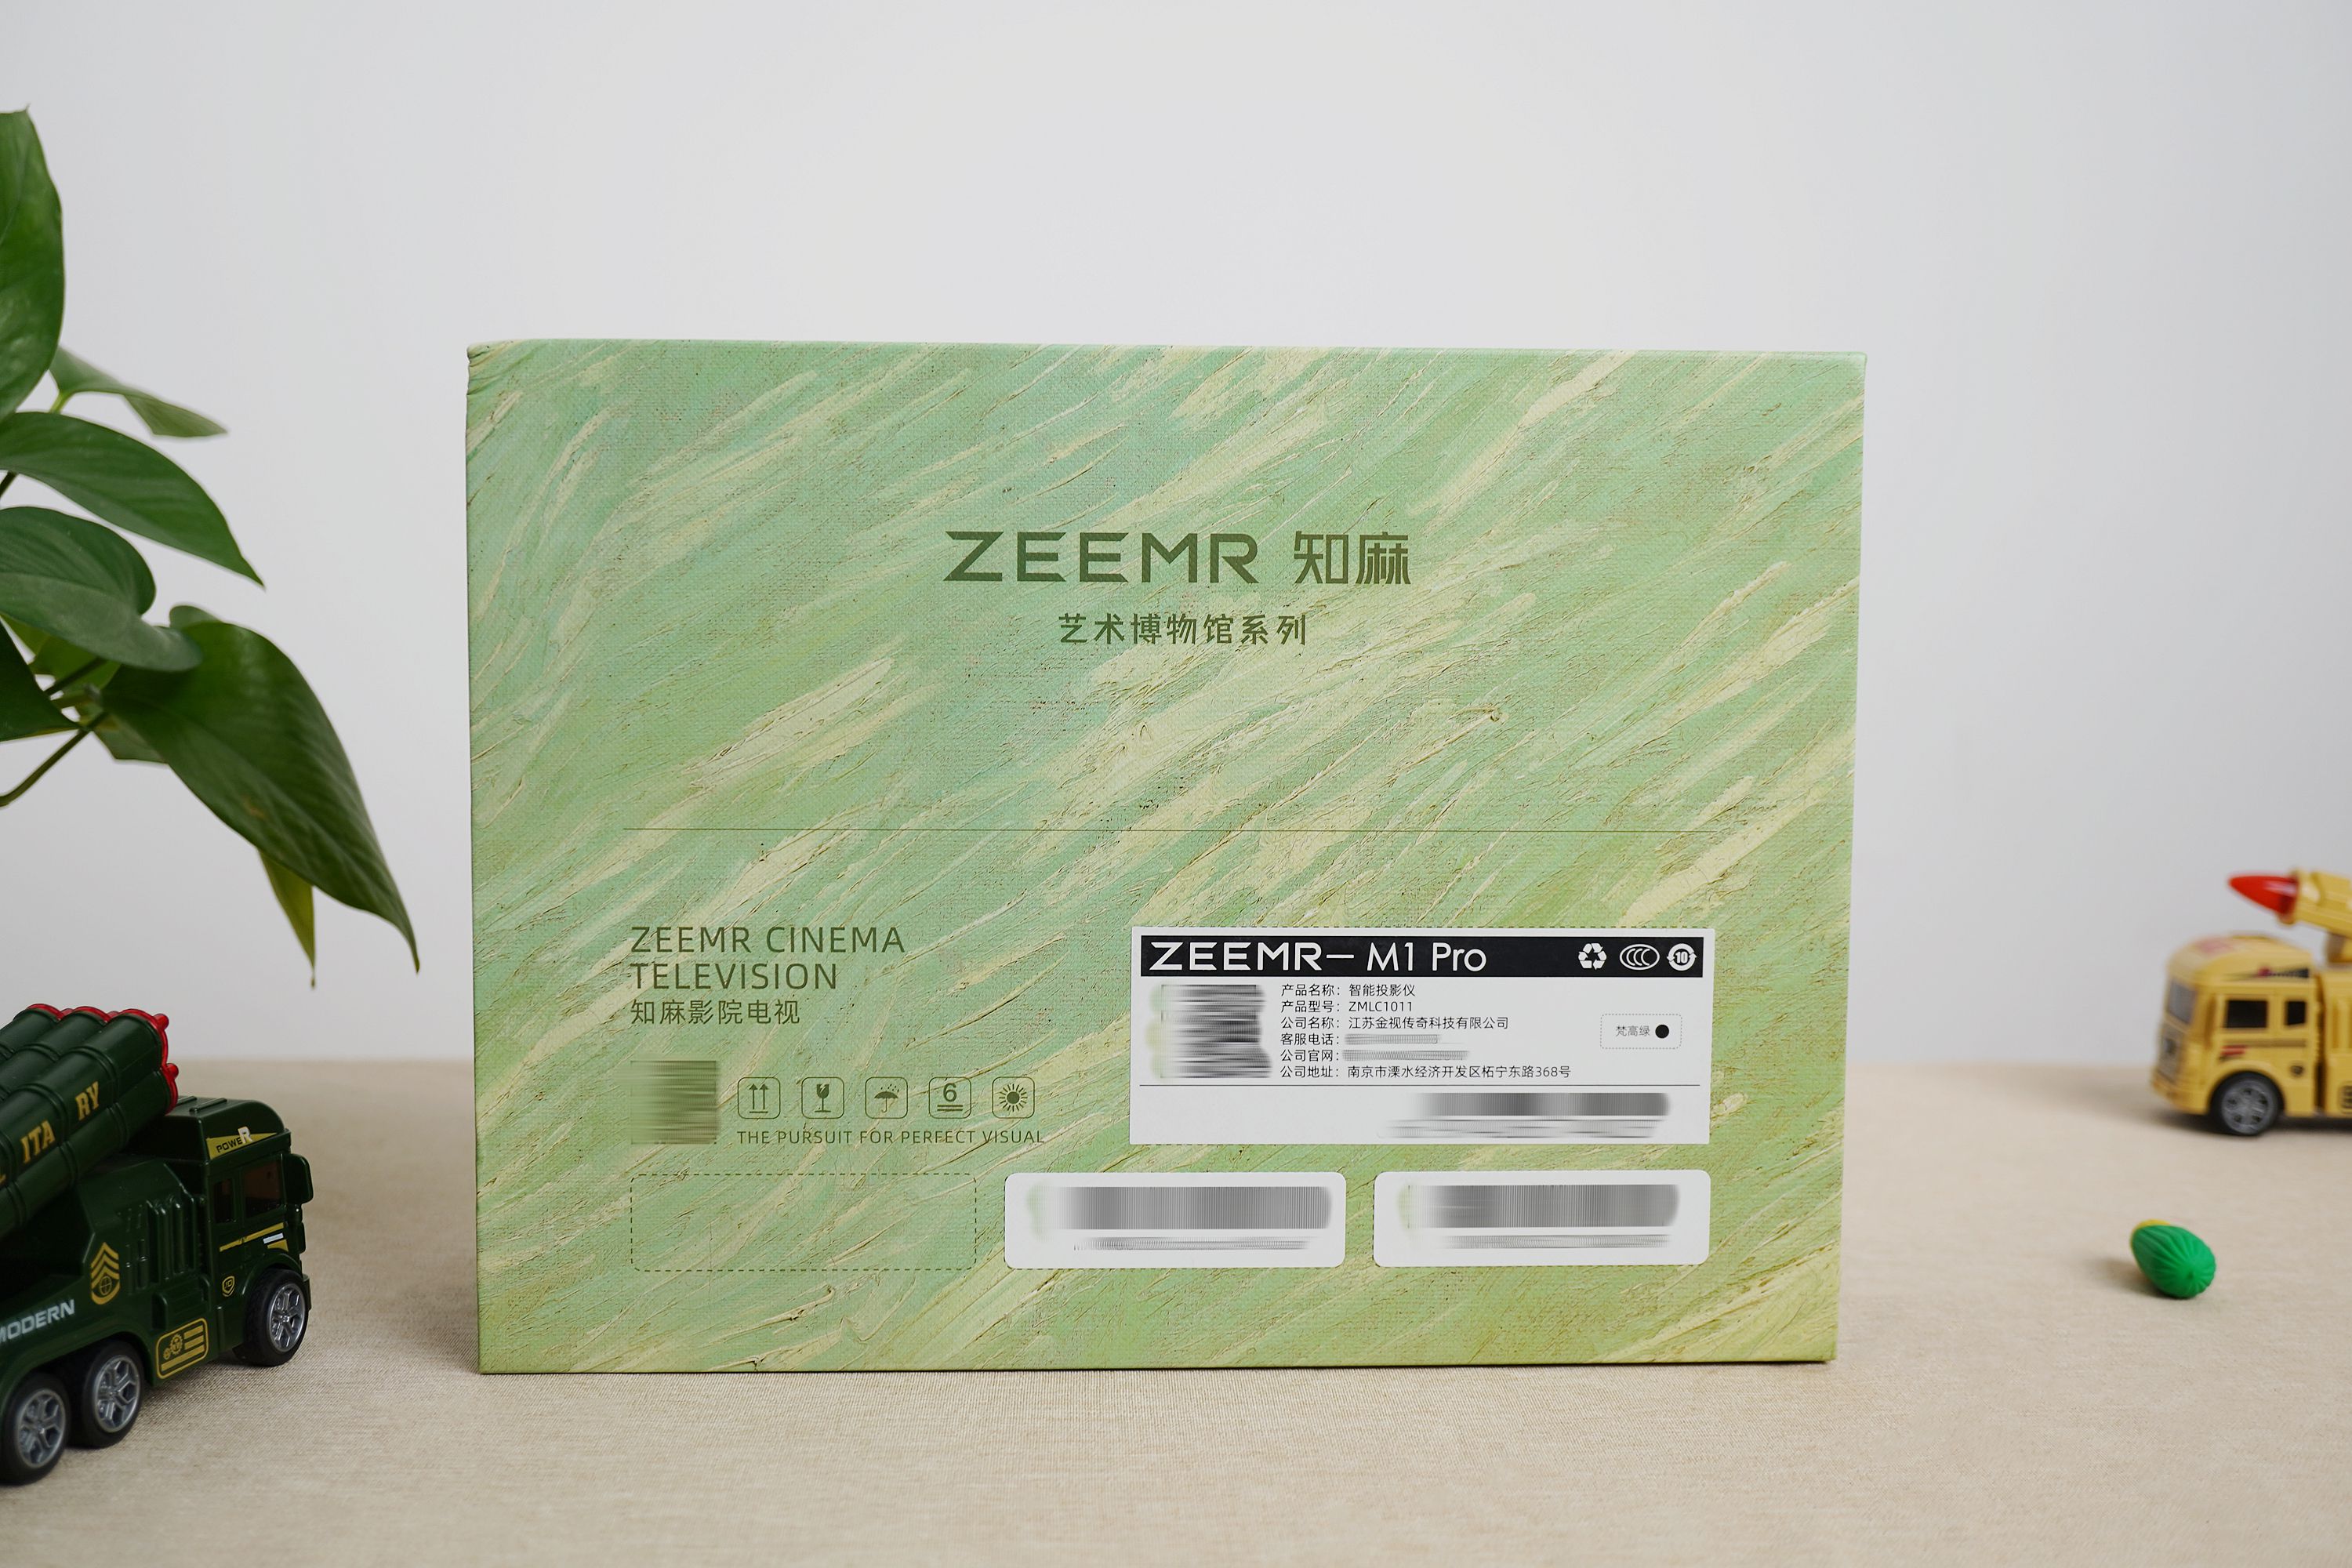 ZEEMR 知麻
艺术博物馆系列
ZEEMR CINEMA
TELEVISION
知麻影院电视
6
THE PURSUIT FOR PERFECT VISUAL
ZEEMR— M1 Pro
10
产品名称：智能投影仪
产品型号：ZMLC1011
公司名称：江苏金视传奇科技有限公司
客服电话：
公司官网：
公司地址：南京市溧水经济开发区柘宁东路368号
梵高绿
ITA RY
POWER
MODERN